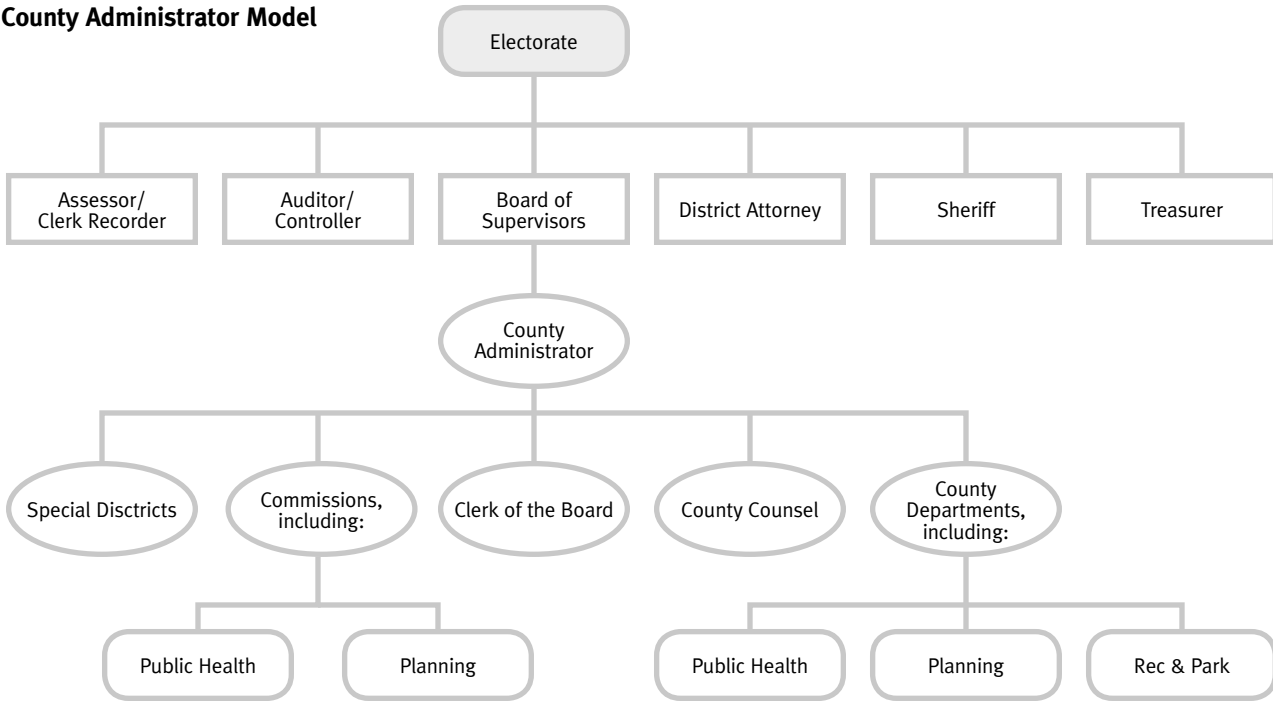 County Administrator Model
Electorate
Assessor/
Clerk Recorder
Auditor/
Controller
Board of
Supervisors
District Attorney
Sheriff
Treasurer
County
Administrator
Special Disctricts
Commissions,
including:
Clerk of the Board
County Counsel
County
Departments,
including:
Public Health
Planning
Public Health
Planning
Rec & Park